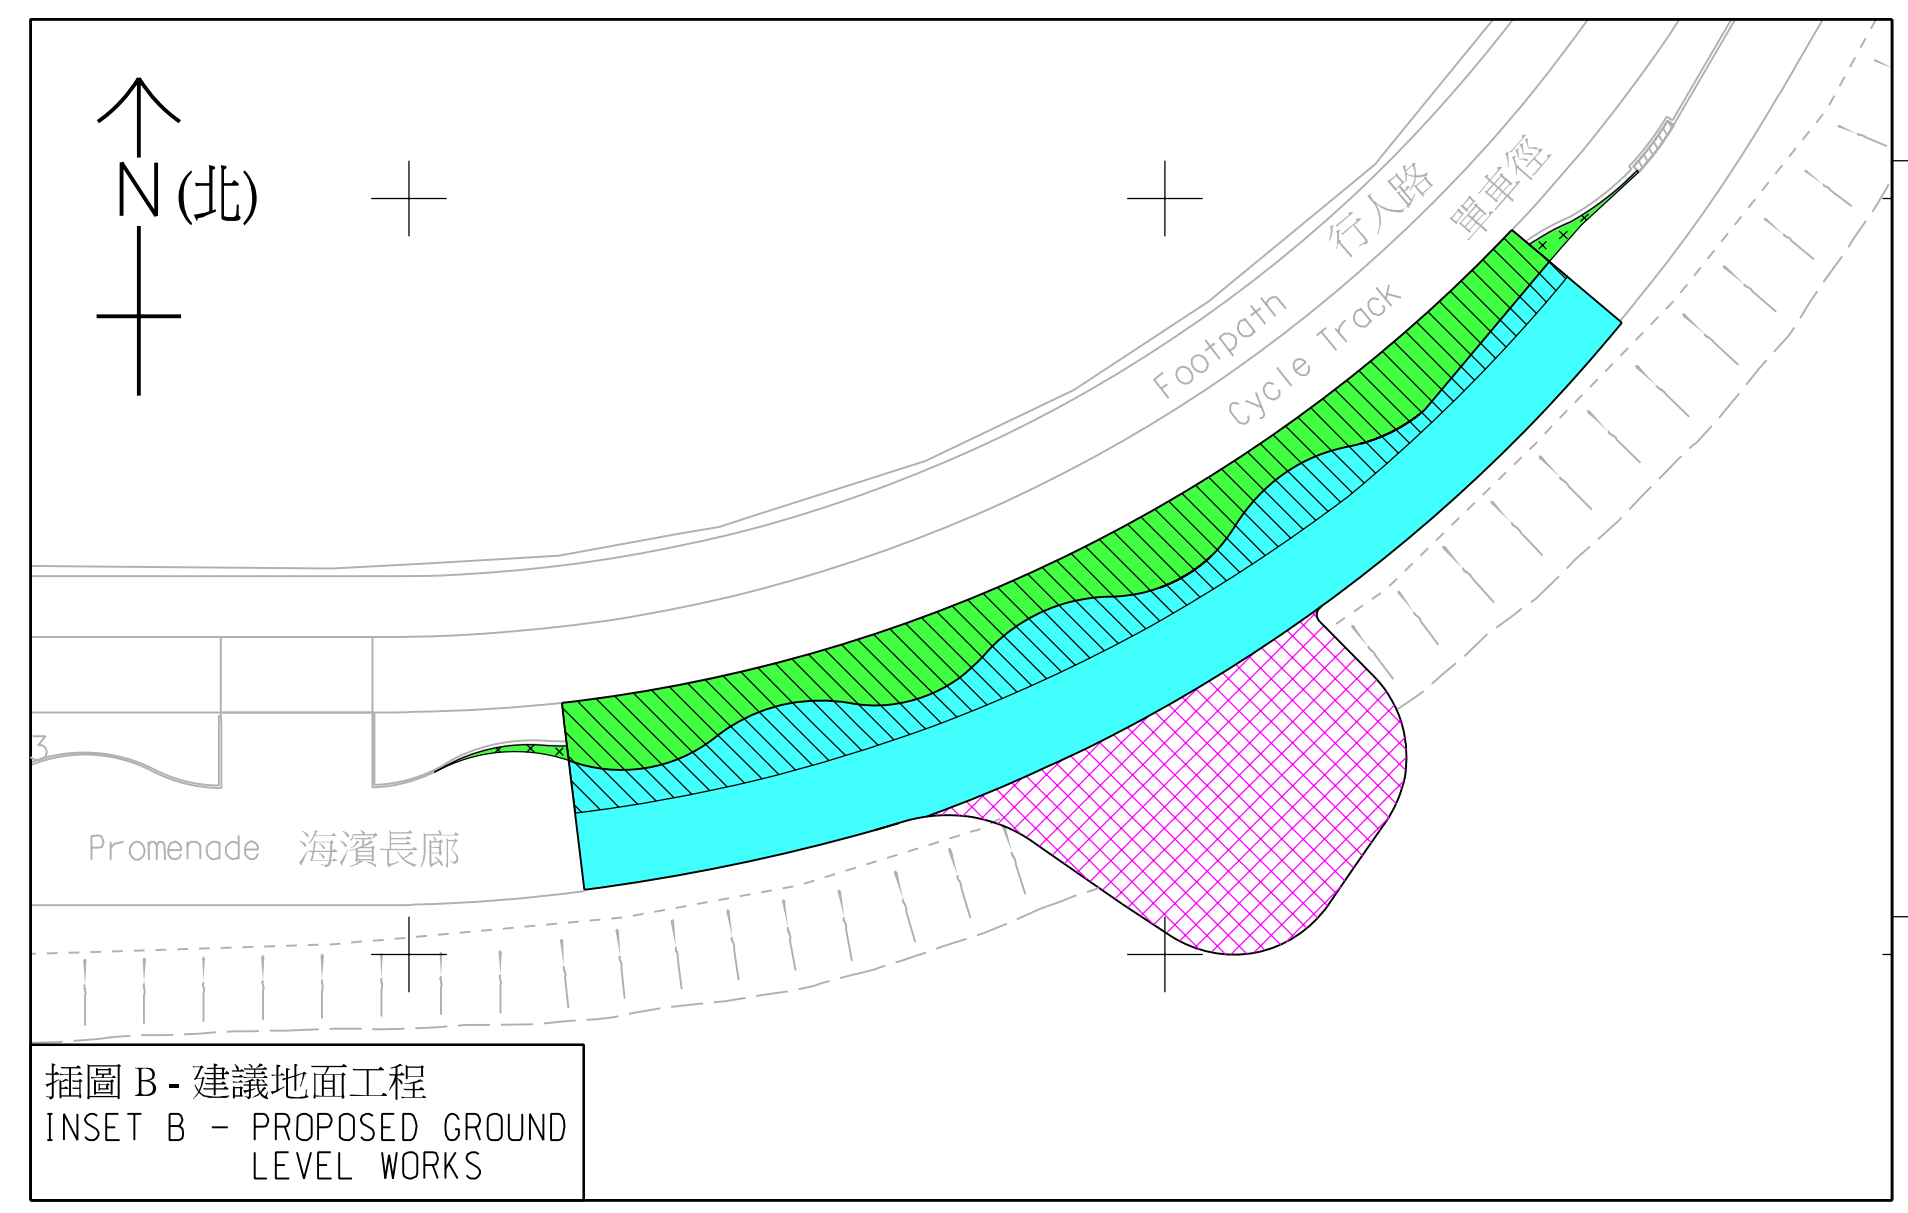 N (北)
行人路
單車徑
Footpath
Cycle Track
3
Promenade 海濱長廊
插圖 B - 建議地面工程
INSET B - PROPOSED GROUND
LEVEL WORKS